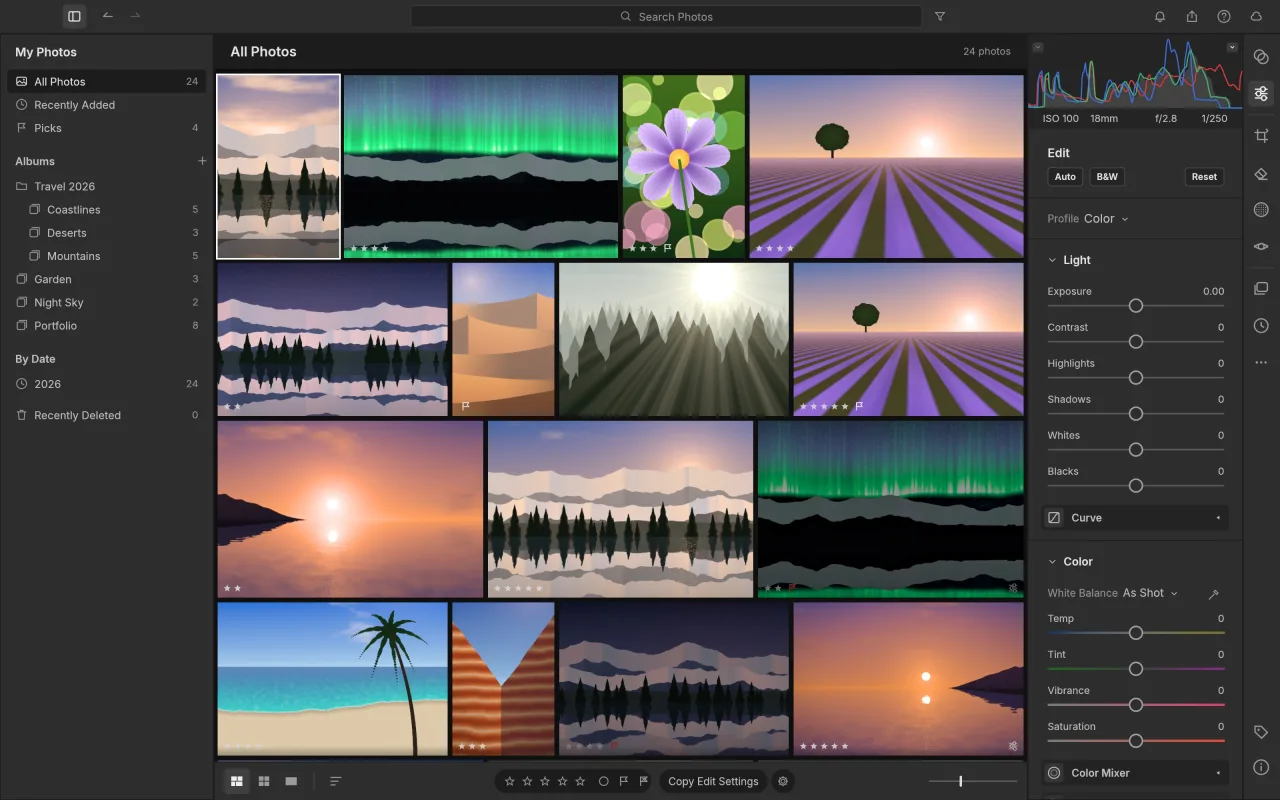 Search Photos
My Photos
All Photos 24
Recently Added
Picks 4
Albums
Travel 2026
Coastlines 5
Deserts 3
Mountains 5
Garden 3
Night Sky 2
Portfolio 8
By Date
2026 24
Recently Deleted 0
All Photos
24 photos
Copy Edit Settings
ISO 100 18mm f/2.8 1/250
Edit
Auto B&W Reset
Profile Color
Light
Exposure 0.00
Contrast 0
Highlights 0
Shadows 0
Whites 0
Blacks 0
Curve
Color
White Balance As Shot
Temp 0
Tint 0
Vibrance 0
Saturation 0
Color Mixer